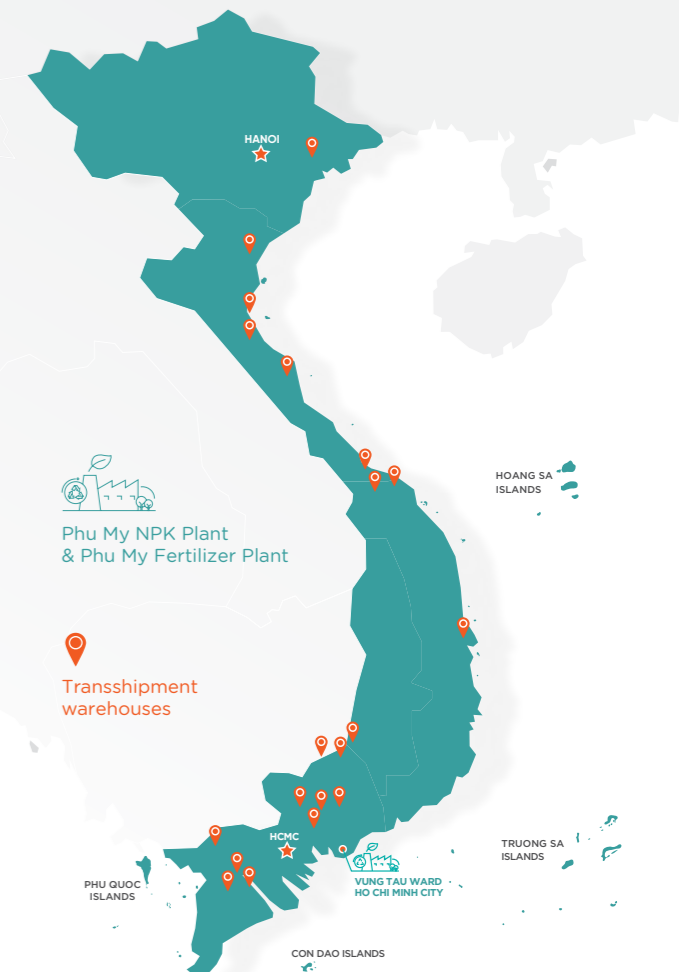 HANOI
HOANG SA
ISLANDS
Phu My NPK Plant
& Phu My Fertilizer Plant
Transshipment
warehouses
HCMC
TRUONG SA
ISLANDS
VUNG TAU WARD
HO CHI MINH CITY
PHU QUOC
ISLANDS
CON DAO ISLANDS